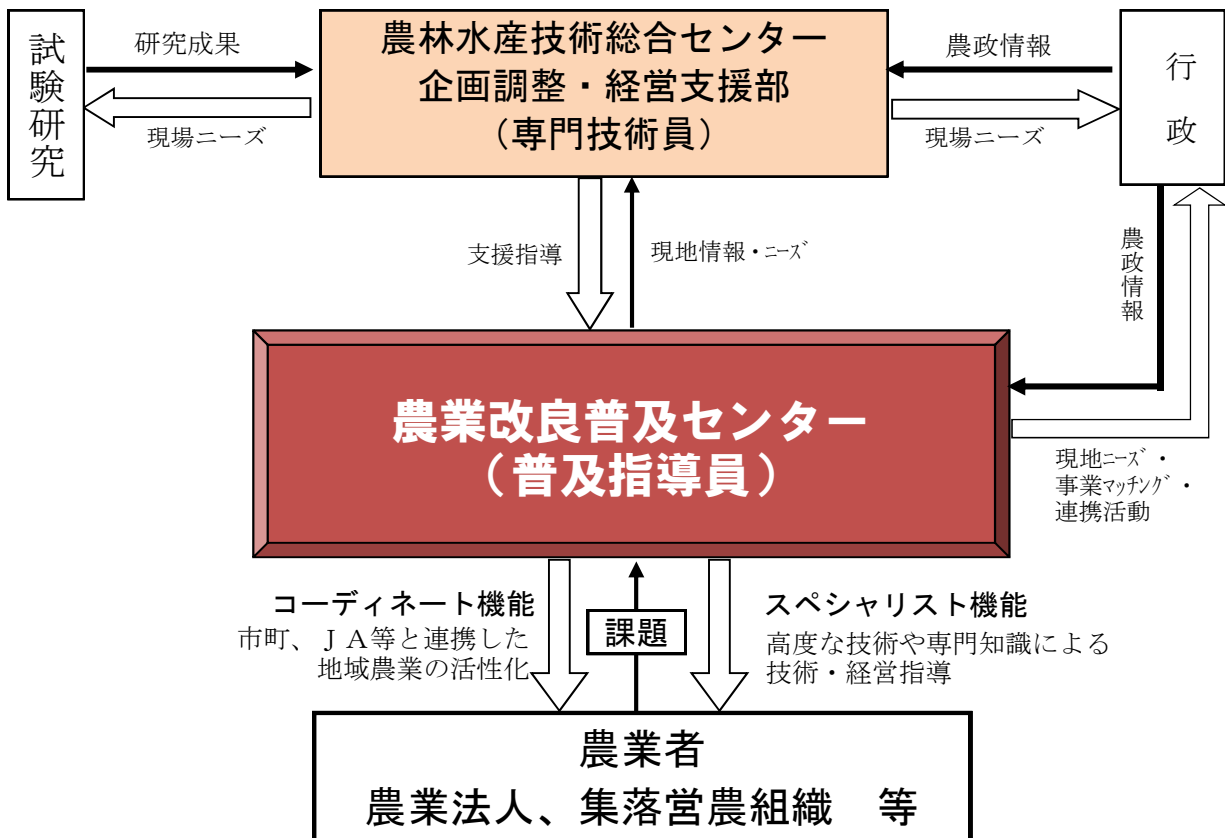 試験研究
研究成果
現場ニーズ
農林水産技術総合センター
企画調整・経営支援部
（専門技術員）
農政情報
現場ニーズ
行政
支援指導
現地情報・ﾆｰｽﾞ
農政情報
農業改良普及センター
（普及指導員）
現地ﾆｰｽﾞ・
事業ﾏｯﾁﾝｸﾞ・
連携活動
コーディネート機能
市町、ＪＡ等と連携した
地域農業の活性化
課題
スペシャリスト機能
高度な技術や専門知識による
技術・経営指導
農業者
農業法人、集落営農組織　等